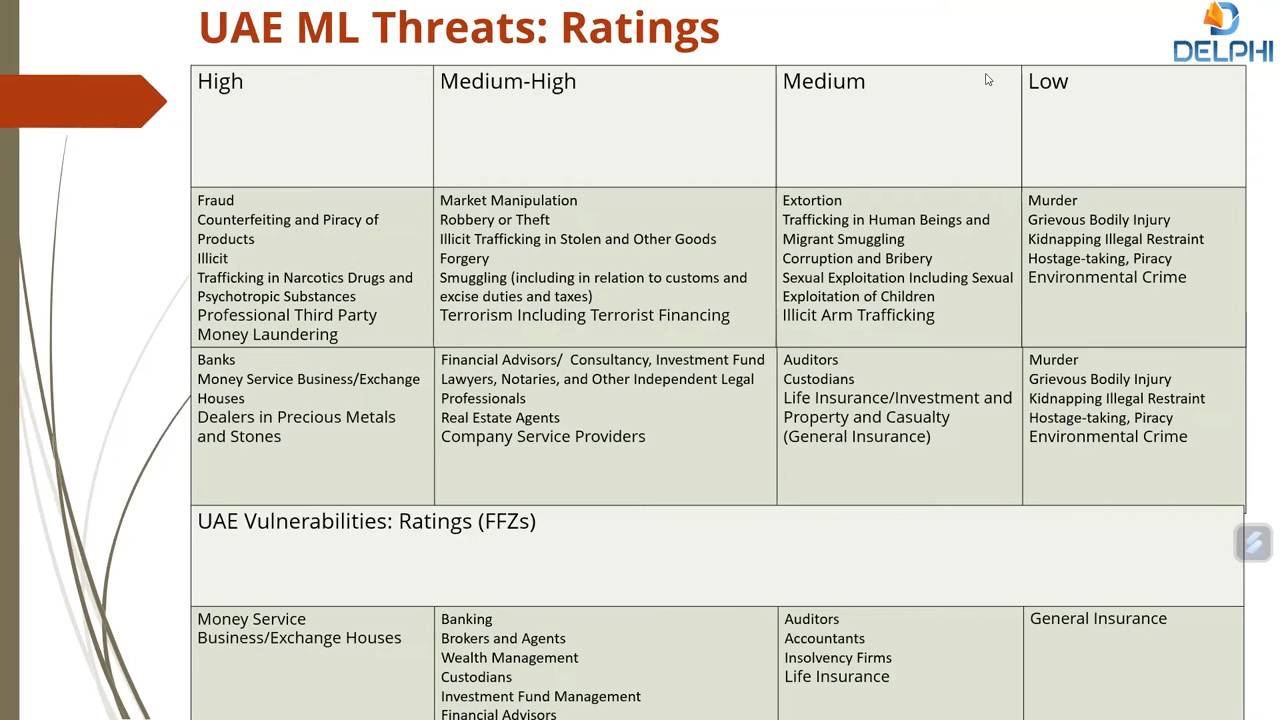 UAE ML Threats: Ratings
DELPHI
High
Medium-High
Medium
Low
Fraud
Counterfeiting and Piracy of
Products
Illicit
Trafficking in Narcotics Drugs and
Psychotropic Substances
Professional Third Party
Money Laundering
Market Manipulation
Robbery or Theft
Illicit Trafficking in Stolen and Other Goods
Forgery
Smuggling (including in relation to customs and
excise duties and taxes)
Terrorism Including Terrorist Financing
Extortion
Trafficking in Human Beings and
Migrant Smuggling
Corruption and Bribery
Sexual Exploitation Including Sexual
Exploitation of Children
Illicit Arm Trafficking
Murder
Grievous Bodily Injury
Kidnapping Illegal Restraint
Hostage-taking, Piracy
Environmental Crime
Banks
Money Service Business/Exchange
Houses
Dealers in Precious Metals
and Stones
Financial Advisors/ Consultancy, Investment Fund
Lawyers, Notaries, and Other Independent Legal
Professionals
Real Estate Agents
Company Service Providers
Auditors
Custodians
Life Insurance/Investment and
Property and Casualty
(General Insurance)
Murder
Grievous Bodily Injury
Kidnapping Illegal Restraint
Hostage-taking, Piracy
Environmental Crime
UAE Vulnerabilities: Ratings (FFZs)
Money Service
Business/Exchange Houses
Banking
Brokers and Agents
Wealth Management
Custodians
Investment Fund Management
Financial Advisors
Auditors
Accountants
Insolvency Firms
Life Insurance
General Insurance